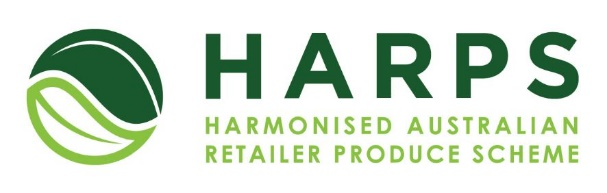 HARPS
HARMONISED AUSTRALIAN
RETAILER PRODUCE SCHEME